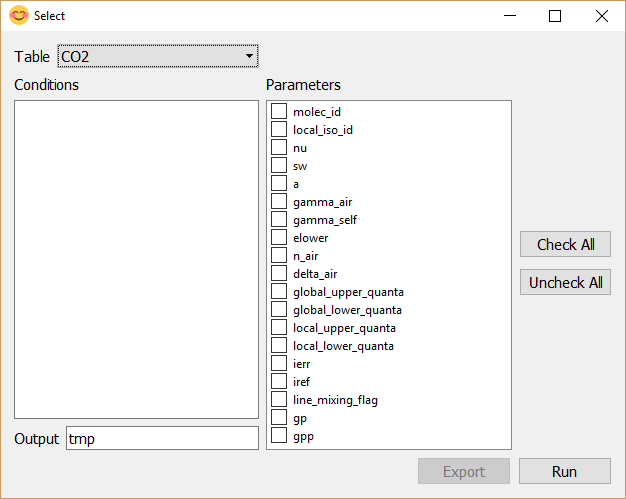 Select
Table CO2
Conditions
Parameters
molec_id
local_iso_id
nu
sw
a
gamma_air
gamma_self
elower
n_air
delta_air
global_upper_quanta
global_lower_quanta
local_upper_quanta
local_lower_quanta
ierr
iref
line_mixing_flag
gp
gpp
Check All
Uncheck All
Output tmp
Export Run